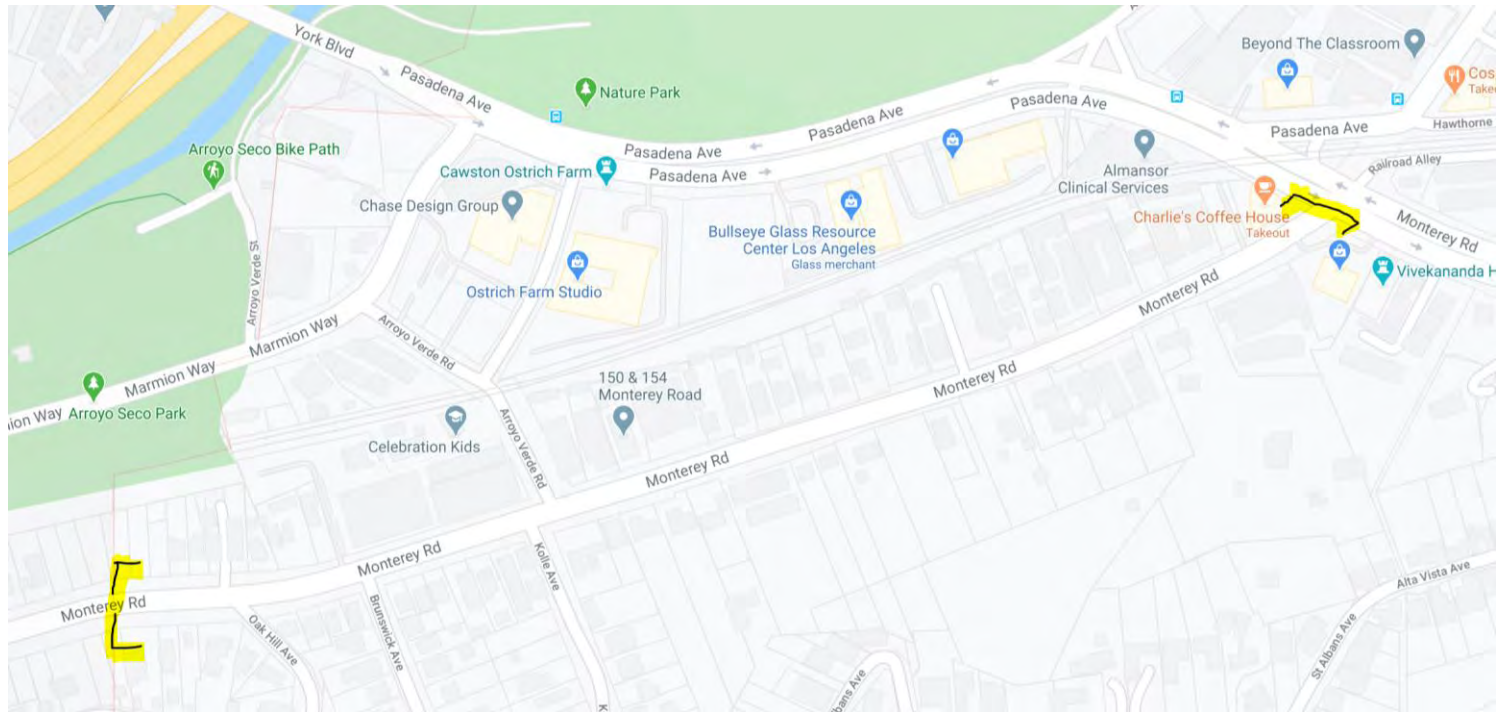 York Blvd
Pasadena Ave
Nature Park
Beyond The Classroom
Cos
Take
Pasadena Ave
Pasadena Ave
Pasadena Ave
Hawthorne
Arroyo Seco Bike Path
Pasadena Ave
Cawston Ostrich Farm
Pasadena Ave
Almansor
Clinical Services
Railroad Alley
Chase Design Group
Charlie's Coffee House
Takeout
Monterey Rd
Bullseye Glass Resource
Center Los Angeles
Glass merchant
Arroyo Verde St
Ostrich Farm Studio
Vivekananda H
Monterey Rd
Marmion Way
Arroyo Verde Rd
Marmion Way
150 & 154
Monterey Road
Monterey Rd
ion Way
Arroyo Seco Park
Celebration Kids
Arroyo Verde Rd
Monterey Rd
Monterey Rd
Kolle Ave
Alta Vista Ave
Monterey Rd
Oak Hill Ave
Brunswick Ave
St Albans Ave
bans Ave
K